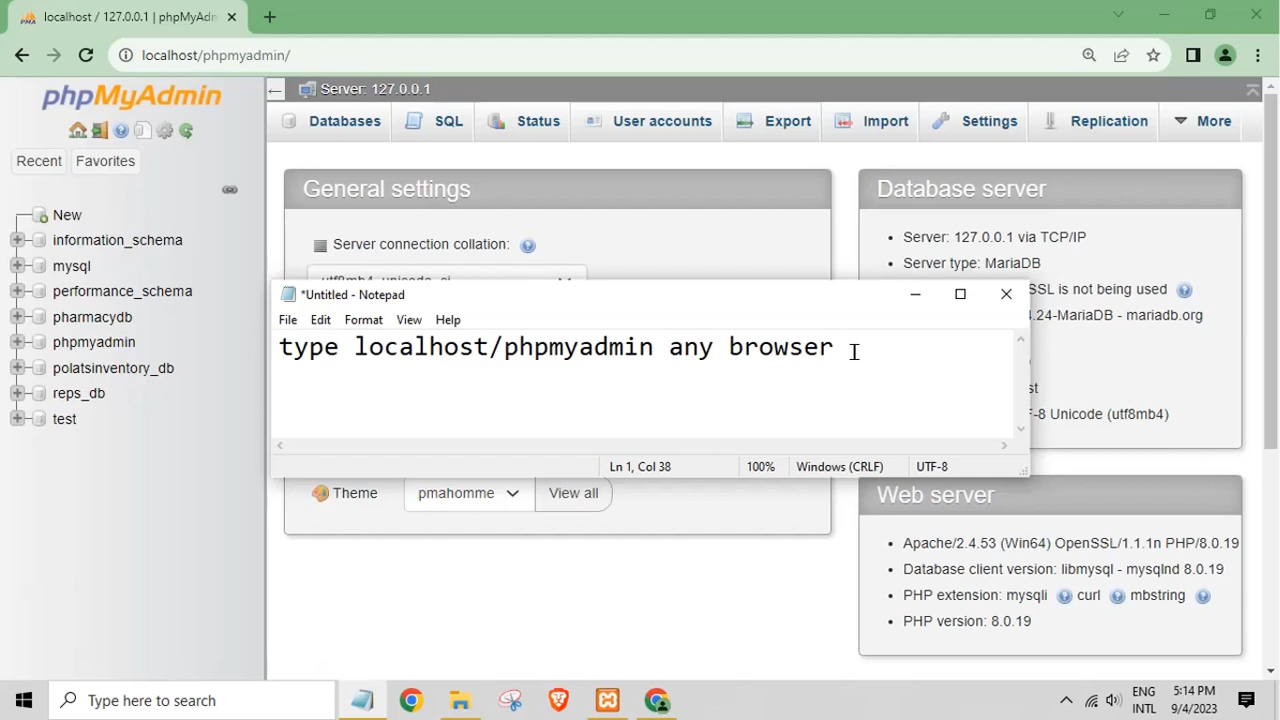 localhost / 127.0.0.1 | phpMyAdm
localhost/phpmyadmin/
phpMyAdmin
Recent
Favorites
New
information_schema
mysql
performance_schema
pharmacydb
phpmyadmin
polatsinventory_db
reps_db
test
Server: 127.0.0.1
Databases
SQL
Status
User accounts
Export
Import
Settings
Replication
More
General settings
Server connection collation:
utf8mb4_unicode_ci
Database server
Server: 127.0.0.1 via TCP/IP
Server type: MariaDB
SSL is not being used
4.24-MariaDB - mariadb.org
F-8 Unicode (utf8mb4)
*Untitled - Notepad
File Edit Format View Help
type localhost/phpmyadmin any browser
Ln 1, Col 38
100%
Windows (CRLF)
UTF-8
Theme
pmahomme
View all
Web server
Apache/2.4.53 (Win64) OpenSSL/1.1.1n PHP/8.0.19
Database client version: libmysql - mysqlnd 8.0.19
PHP extension: mysqli curl mbstring
PHP version: 8.0.19
Type here to search
ENG
INTL
5:14 PM
9/4/2023